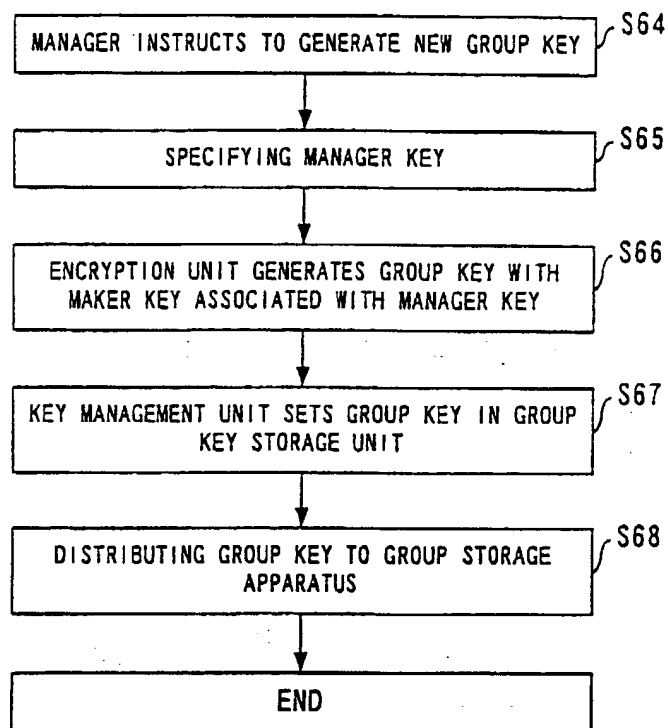 MANAGER INSTRUCTS TO GENERATE NEW GROUP KEY
S64
SPECIFYING MANAGER KEY
S65
ENCRYPTION UNIT GENERATES GROUP KEY WITH
MAKER KEY ASSOCIATED WITH MANAGER KEY
S66
KEY MANAGEMENT UNIT SETS GROUP KEY IN GROUP
KEY STORAGE UNIT
S67
DISTRIBUTING GROUP KEY TO GROUP STORAGE
APPARATUS
S68
END